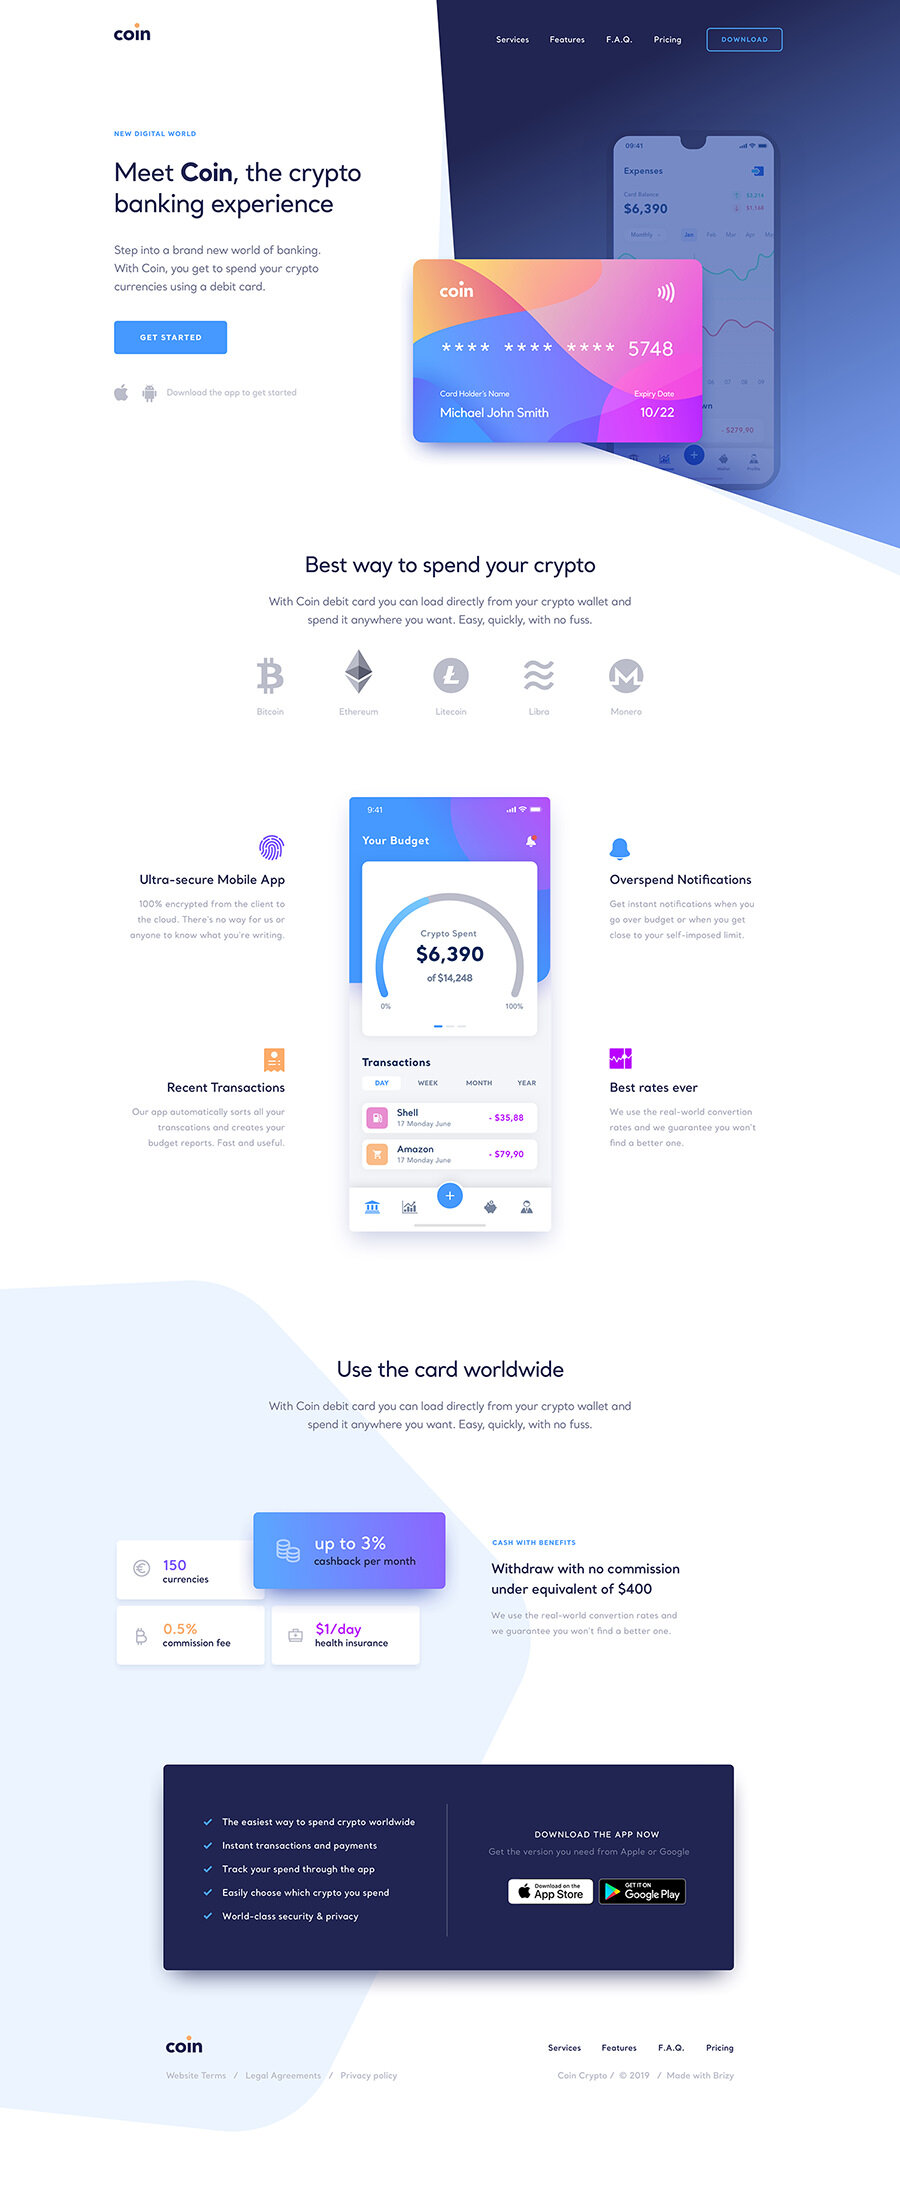 coin
Services Features F.A.Q. Pricing DOWNLOAD
NEW DIGITAL WORLD
Meet Coin, the crypto
banking experience
Step into a brand new world of banking.
With Coin, you get to spend your crypto
currencies using a debit card.
GET STARTED
Download the app to get started
09:41
Expenses
Card Balance
$6,390
$3,214
$1,168
Monthly Jan Feb Mar Apr
coin
**** **** **** 5748
Card Holder's Name Expiry Date
Michael John Smith 10/22
06 07 08 09
wn
- $279,90
Wallet Profile
Best way to spend your crypto
With Coin debit card you can load directly from your crypto wallet and
spend it anywhere you want. Easy, quickly, with no fuss.
Bitcoin Ethereum Litecoin Libra Monero
Ultra-secure Mobile App
100% encrypted from the client to
the cloud. There's no way for us or
anyone to know what you're writing.
Recent Transactions
Our app automatically sorts all your
transcations and creates your
budget reports. Fast and useful.
9:41
Your Budget
Crypto Spent
$6,390
of $14,248
0% 100%
Transactions
DAY WEEK MONTH YEAR
Shell
17 Monday June
- $35,88
Amazon
17 Monday June
- $79,90
Overspend Notifications
Get instant notifications when you
go over budget or when you get
close to your self-imposed limit.
Best rates ever
We use the real-world convertion
rates and we guarantee you won't
find a better one.
Use the card worldwide
With Coin debit card you can load directly from your crypto wallet and
spend it anywhere you want. Easy, quickly, with no fuss.
150
currencies
up to 3%
cashback per month
0.5%
commission fee
$1/day
health insurance
CASH WITH BENEFITS
Withdraw with no commission
under equivalent of $400
We use the real-world convertion rates and
we guarantee you won't find a better one.
The easiest way to spend crypto worldwide
Instant transactions and payments
Track your spend through the app
Easily choose which crypto you spend
World-class security & privacy
DOWNLOAD THE APP NOW
Get the version you need from Apple or Google
Download on the
App Store
GET IT ON
Google Play
coin
Services Features F.A.Q. Pricing
Website Terms / Legal Agreements / Privacy policy
Coin Crypto / © 2019 / Made with Brizy